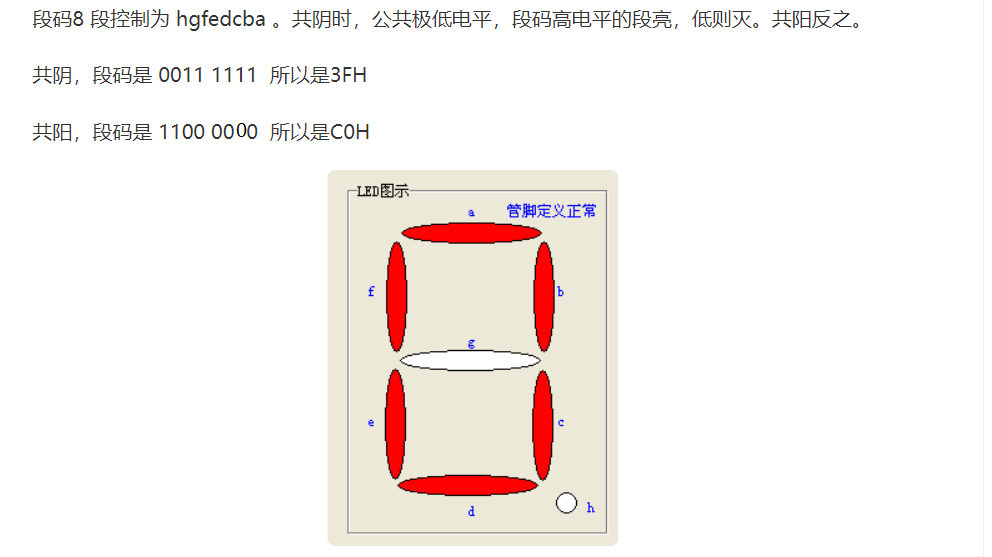 段码8 段控制为 hgfedcba 。共阴时，公共极低电平，段码高电平的段亮，低则灭。共阳反之。
共阴，段码是 0011 1111 所以是3FH
共阳，段码是 1100 0000 所以是C0H
LED图示
管脚定义正常
a
f
b
g
e
c
d
h